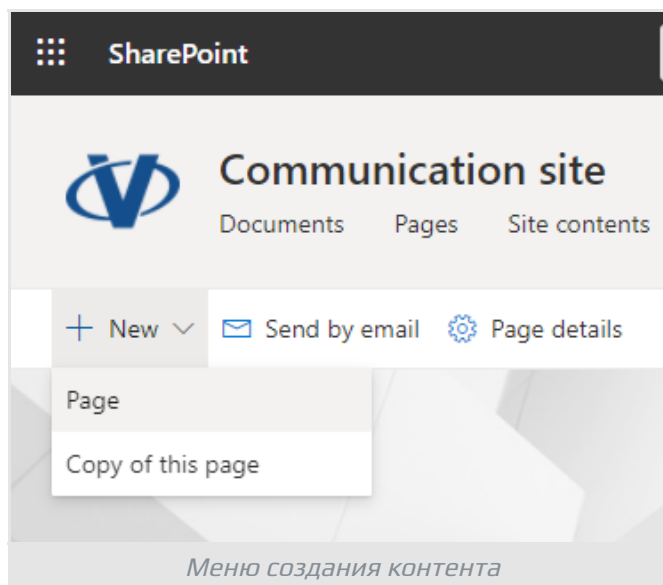 SharePoint
Communication site
Documents Pages Site contents
+ New Send by email Page details
Page
Copy of this page
Меню создания контента